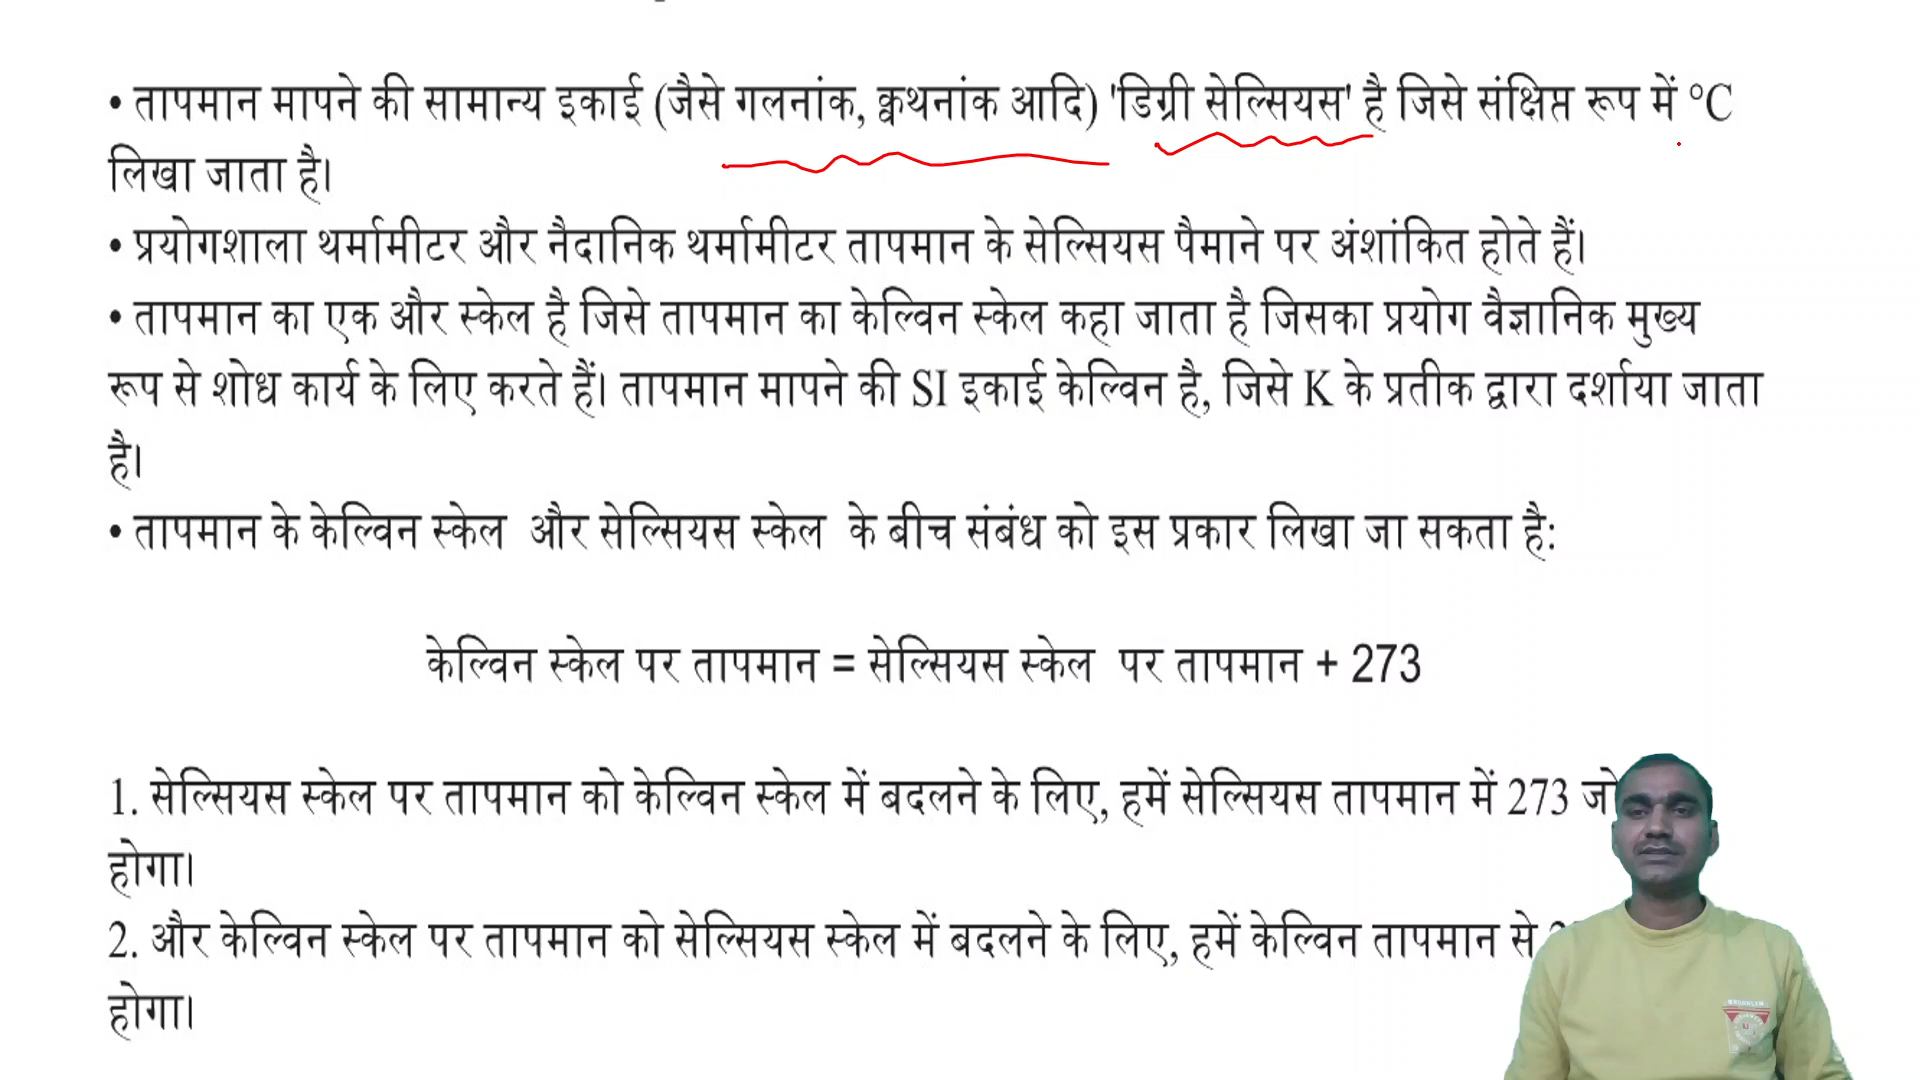 • तापमान मापने की सामान्य इकाई (जैसे गलनांक, क्वथनांक आदि) 'डिग्री सेल्सियस' है जिसे संक्षिप्त रूप में °C
लिखा जाता है।
• प्रयोगशाला थर्मामीटर और नैदानिक थर्मामीटर तापमान के सेल्सियस पैमाने पर अंशांकित होते हैं।
• तापमान का एक और स्केल है जिसे तापमान का केल्विन स्केल कहा जाता है जिसका प्रयोग वैज्ञानिक मुख्य
रूप से शोध कार्य के लिए करते हैं। तापमान मापने की SI इकाई केल्विन है, जिसे K के प्रतीक द्वारा दर्शाया जाता
है।
• तापमान के केल्विन स्केल और सेल्सियस स्केल के बीच संबंध को इस प्रकार लिखा जा सकता है:
केल्विन स्केल पर तापमान = सेल्सियस स्केल पर तापमान + 273
1. सेल्सियस स्केल पर तापमान को केल्विन स्केल में बदलने के लिए, हमें सेल्सियस तापमान में 273
होगा।
2. और केल्विन स्केल पर तापमान को सेल्सियस स्केल में बदलने के लिए, हमें केल्विन तापमान से
होगा।